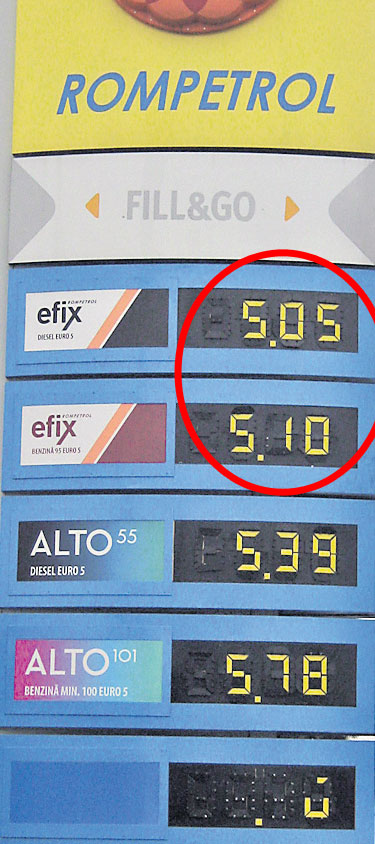 ROMPETROL
FILL&GO
ROMPETROL
efix
DIESEL EURO 5
5.05
ROMPETROL
efix
BENZINĂ 95 EURO 5
5.10
ALTO 55
DIESEL EURO 5
5.39
ALTO 101
BENZINĂ MIN. 100 EURO 5
5.78